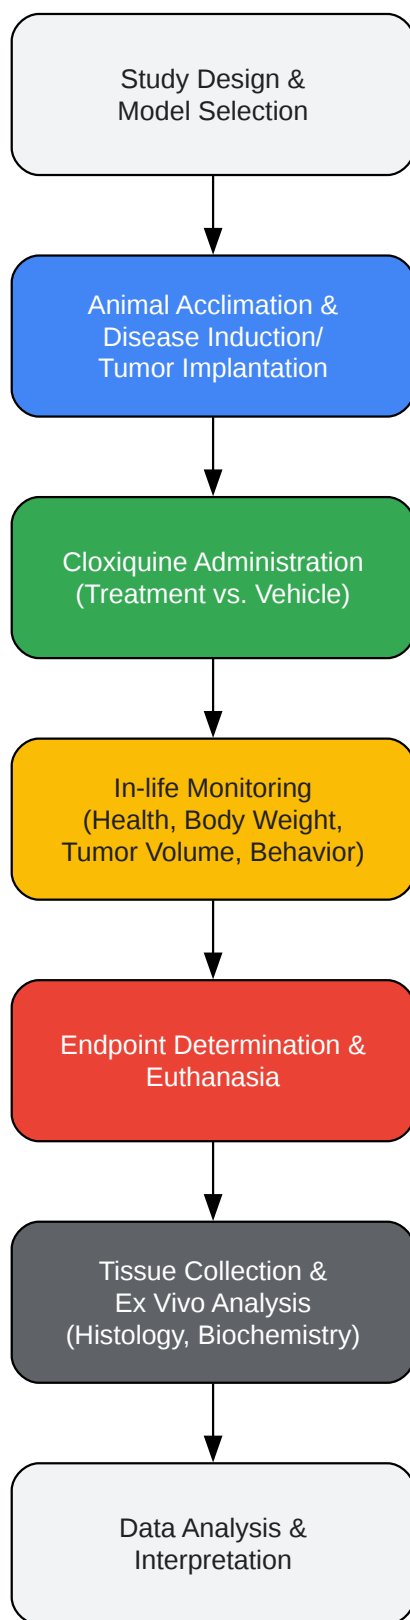 Study Design &
Model Selection
Animal Acclimation &
Disease Induction/
Tumor Implantation
Cloxiquine Administration
(Treatment vs. Vehicle)
In-life Monitoring
(Health, Body Weight,
Tumor Volume, Behavior)
Endpoint Determination &
Euthanasia
Tissue Collection &
Ex Vivo Analysis
(Histology, Biochemistry)
Data Analysis &
Interpretation